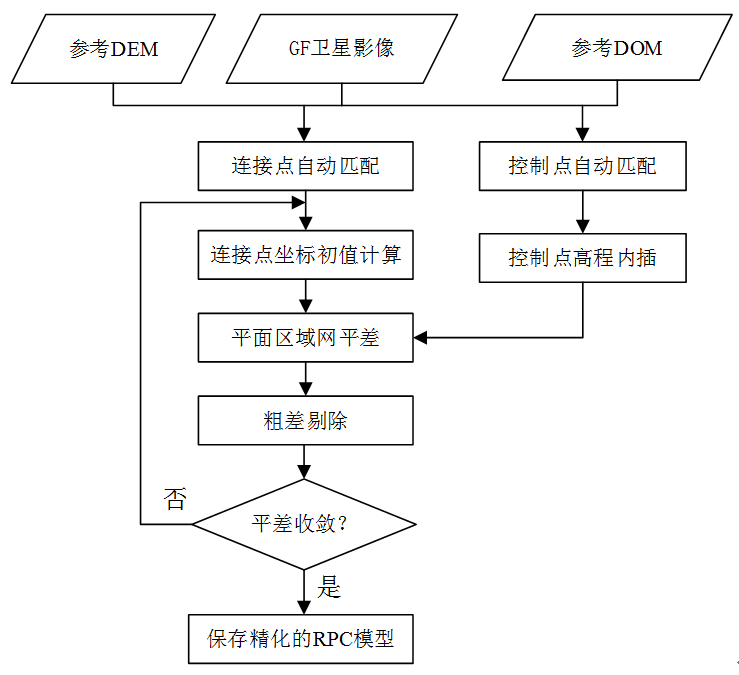 参考DEM
GF卫星影像
参考DOM
连接点自动匹配
控制点自动匹配
连接点坐标初值计算
控制点高程内插
平面区域网平差
粗差剔除
否
平差收敛？
是
保存精化的RPC模型